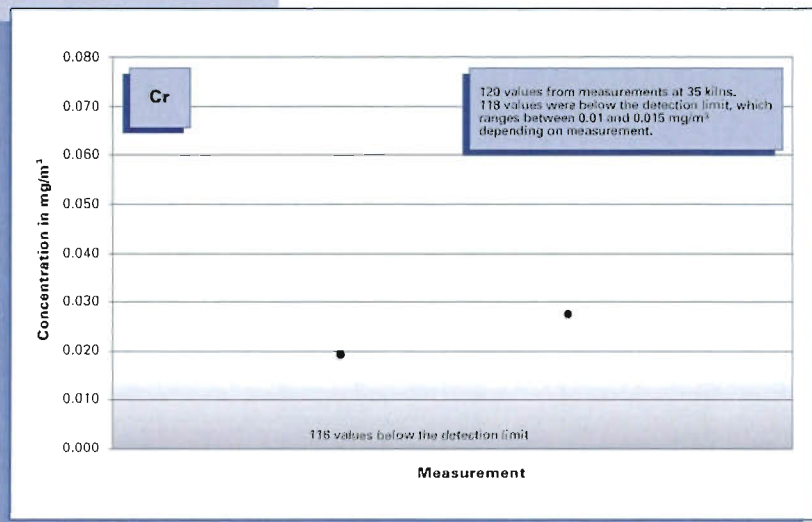 0.080
Cr
120 values from measurements at 35 kilns.
118 values were below the detection limit, which
ranges between 0.01 and 0.015 mg/m³
depending on measurement.
0.070
0.060
0.050
0.040
0.030
0.020
0.010
0.000
Concentration in mg/m³
118 values below the detection limit
Measurement